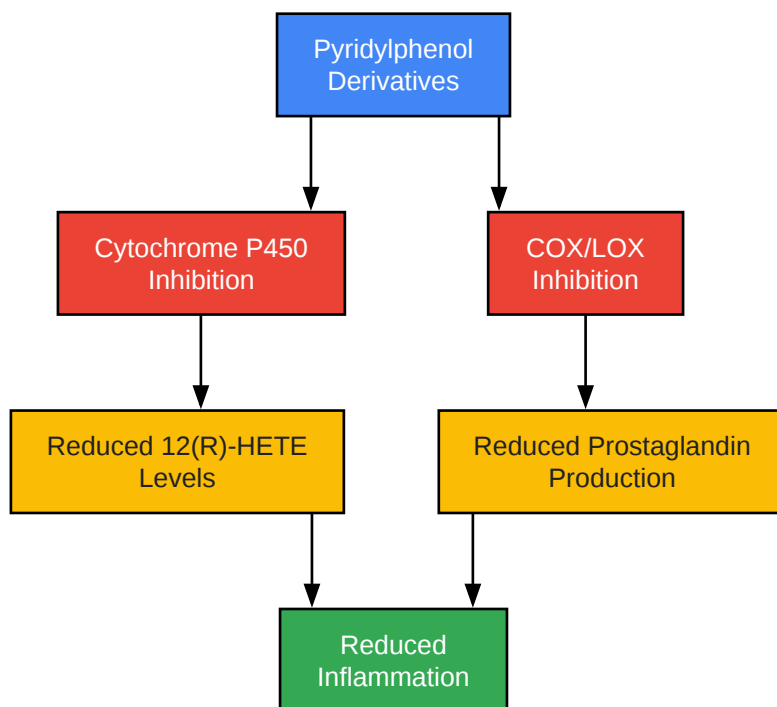 Pyridylphenol
Derivatives
Cytochrome P450
Inhibition
COX/LOX
Inhibition
Reduced 12(R)-HETE
Levels
Reduced Prostaglandin
Production
Reduced
Inflammation